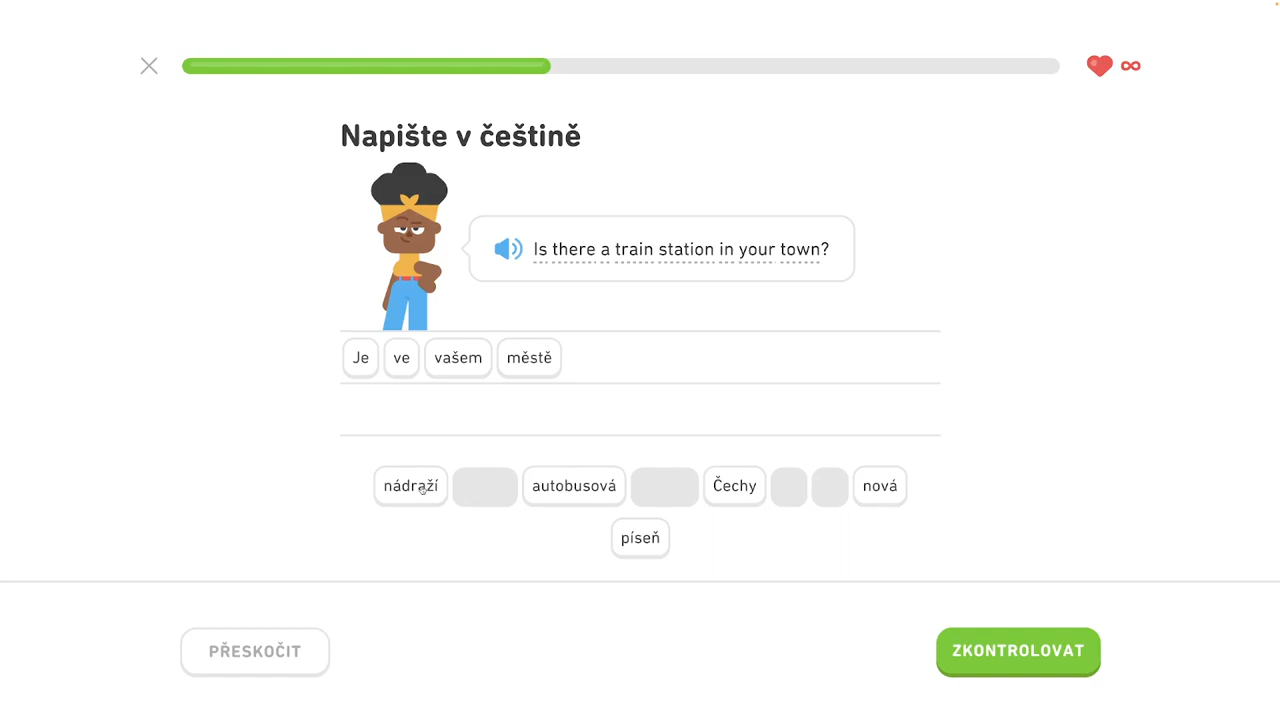 ∞
Napište v češtině
Is there a train station in your town?
Je ve vašem městě
nádraží autobusová Čechy nová
píseň
PŘESKOČIT ZKONTROLOVAT